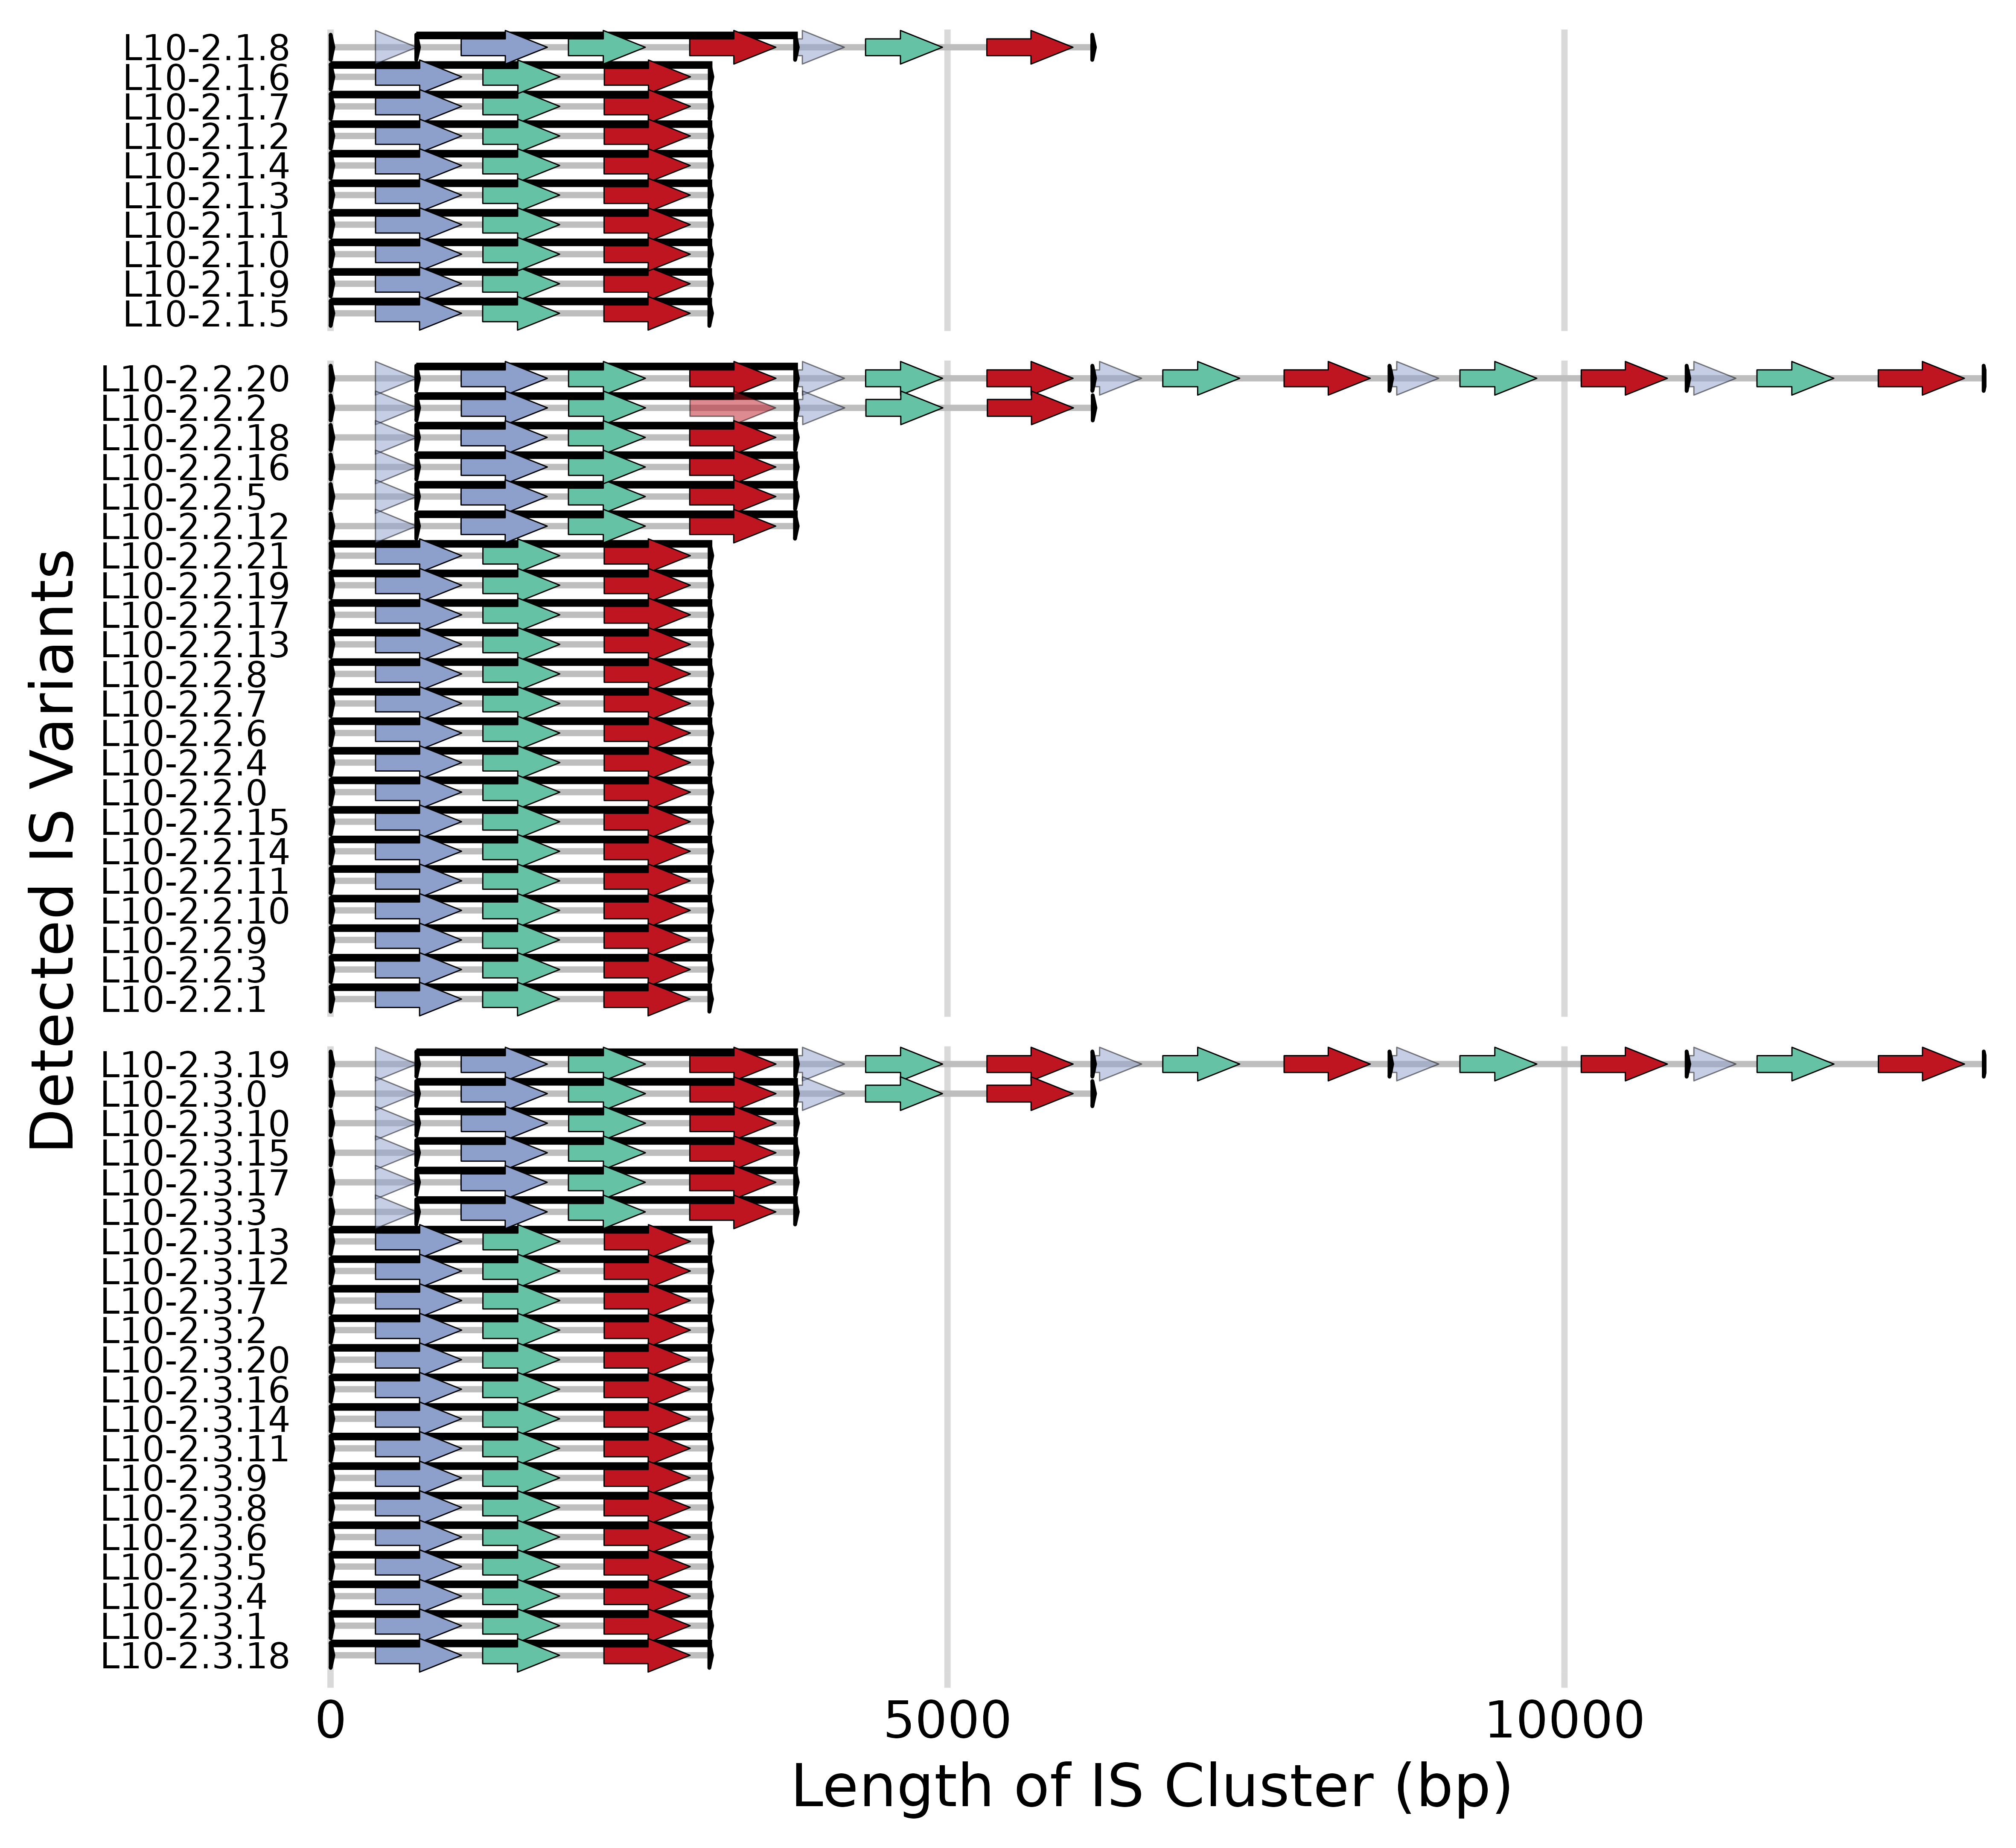 L10-2.1.8
L10-2.1.6
L10-2.1.7
L10-2.1.2
L10-2.1.4
L10-2.1.3
L10-2.1.1
L10-2.1.0
L10-2.1.9
L10-2.1.5
L10-2.2.20
L10-2.2.2
L10-2.2.18
L10-2.2.16
L10-2.2.5
L10-2.2.12
L10-2.2.21
L10-2.2.19
L10-2.2.17
L10-2.2.13
L10-2.2.8
L10-2.2.7
L10-2.2.6
L10-2.2.4
L10-2.2.0
L10-2.2.15
L10-2.2.14
L10-2.2.11
L10-2.2.10
L10-2.2.9
L10-2.2.3
L10-2.2.1
L10-2.3.19
L10-2.3.0
L10-2.3.10
L10-2.3.15
L10-2.3.17
L10-2.3.3
L10-2.3.13
L10-2.3.12
L10-2.3.7
L10-2.3.2
L10-2.3.20
L10-2.3.16
L10-2.3.14
L10-2.3.11
L10-2.3.9
L10-2.3.8
L10-2.3.6
L10-2.3.5
L10-2.3.4
L10-2.3.1
L10-2.3.18
Detected IS Variants
0 5000 10000
Length of IS Cluster (bp)